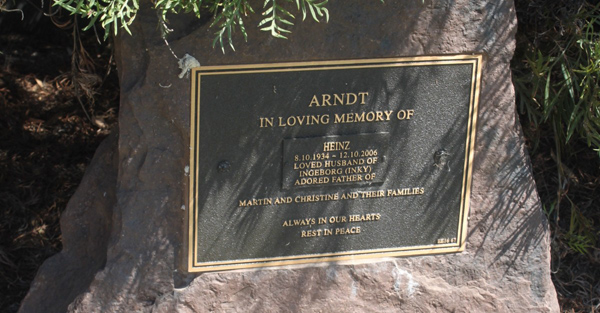 ARNDT
IN LOVING MEMORY OF
HEINZ
8.10.1934 ~ 12.10.2006
LOVED HUSBAND OF
INGEBORG (INKY)
ADORED FATHER OF
MARTIN AND CHRISTINE AND THEIR FAMILIES
ALWAYS IN OUR HEARTS
REST IN PEACE